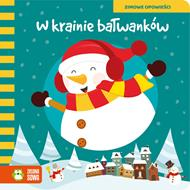 ZIMOWE OPOWIEŚCI
W krainie bałwanków
ZIELONA
SOWA